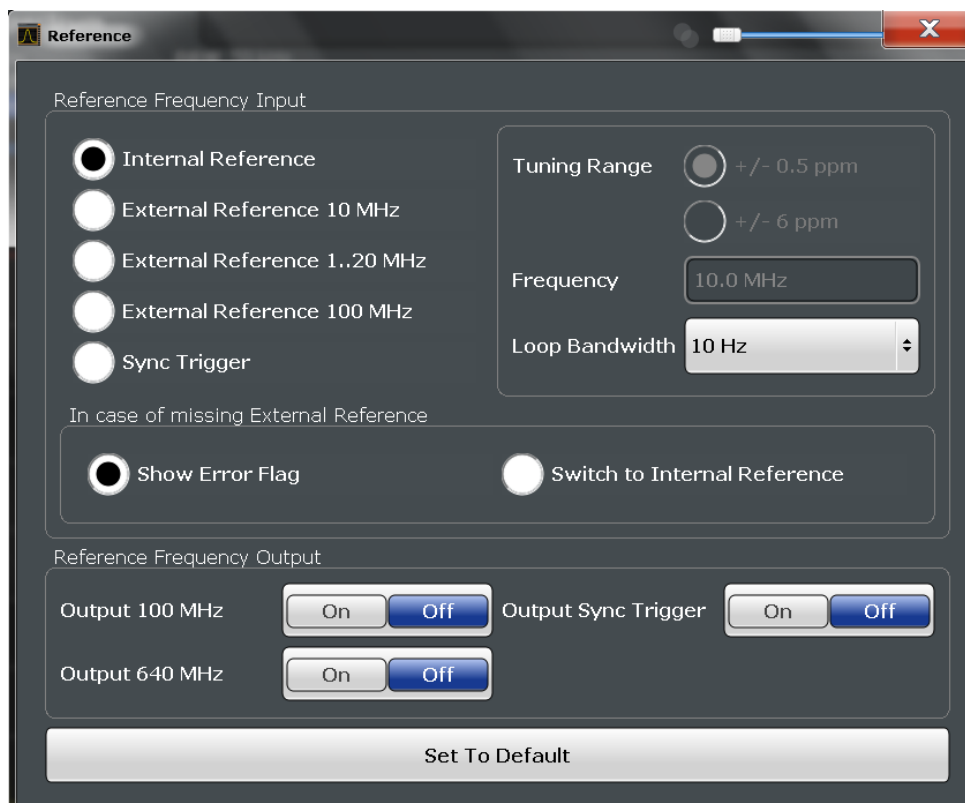 Reference
Reference Frequency Input
Internal Reference
External Reference 10 MHz
External Reference 1..20 MHz
External Reference 100 MHz
Sync Trigger
Tuning Range
+/- 0.5 ppm
+/- 6 ppm
Frequency
10.0 MHz
Loop Bandwidth
10 Hz
In case of missing External Reference
Show Error Flag
Switch to Internal Reference
Reference Frequency Output
Output 100 MHz
On
Off
Output Sync Trigger
On
Off
Output 640 MHz
On
Off
Set To Default